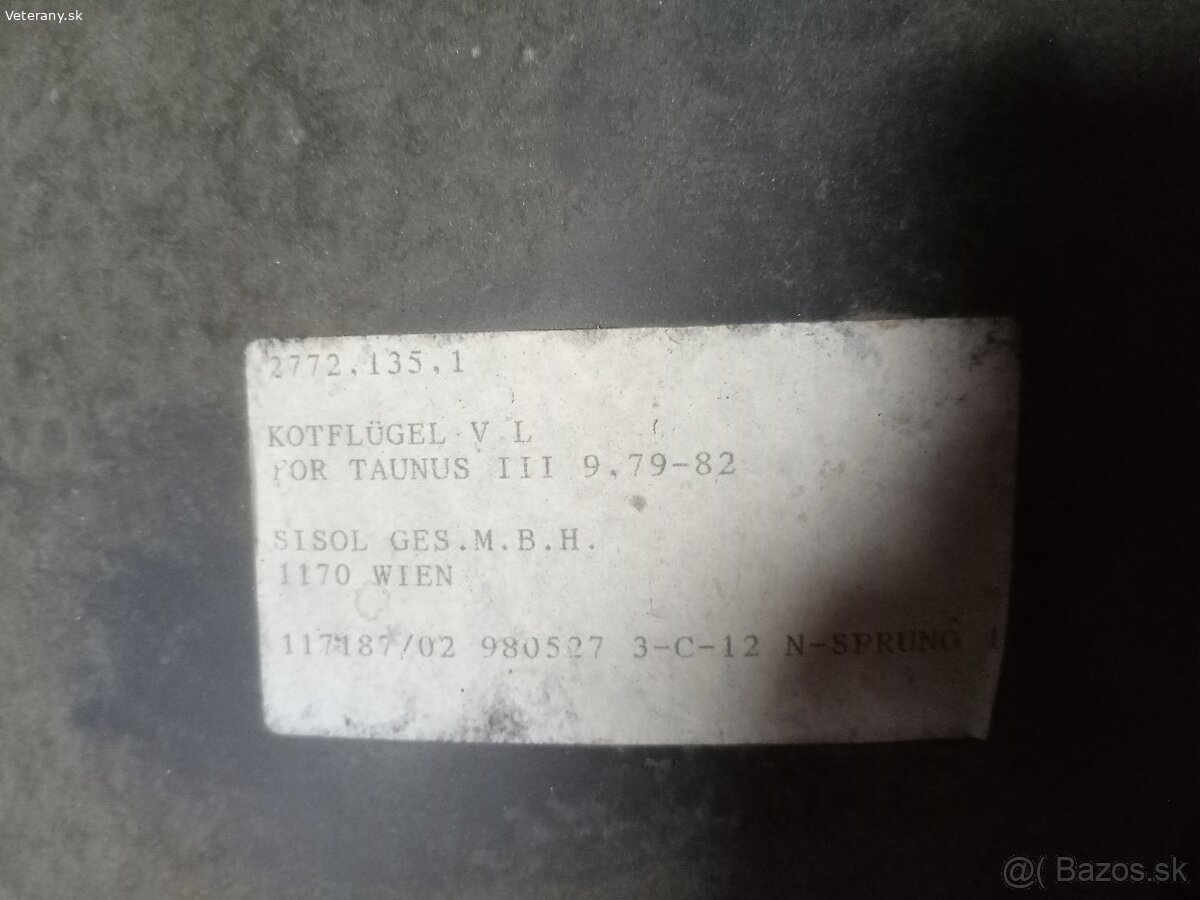 Veterany.sk
2772.135.1
KOTFLÜGEL V L
FOR TAUNUS III 9.79-82
SISOL GES.M.B.H.
1170 WIEN
117187/02 980527 3-C-12 N-SPRUNG 1
@( Bazos.sk